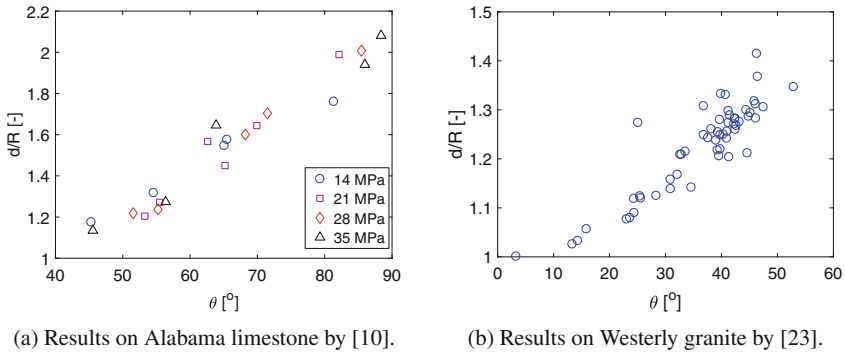 2.2
2
1.8
1.6
1.4
1.2
1
40 50 60 70 80 90
d/R [-]
θ [°]
14 MPa
21 MPa
28 MPa
35 MPa
(a) Results on Alabama limestone by [10].
1.5
1.4
1.3
1.2
1.1
1
0 10 20 30 40 50 60
d/R [-]
θ [°]
(b) Results on Westerly granite by [23].